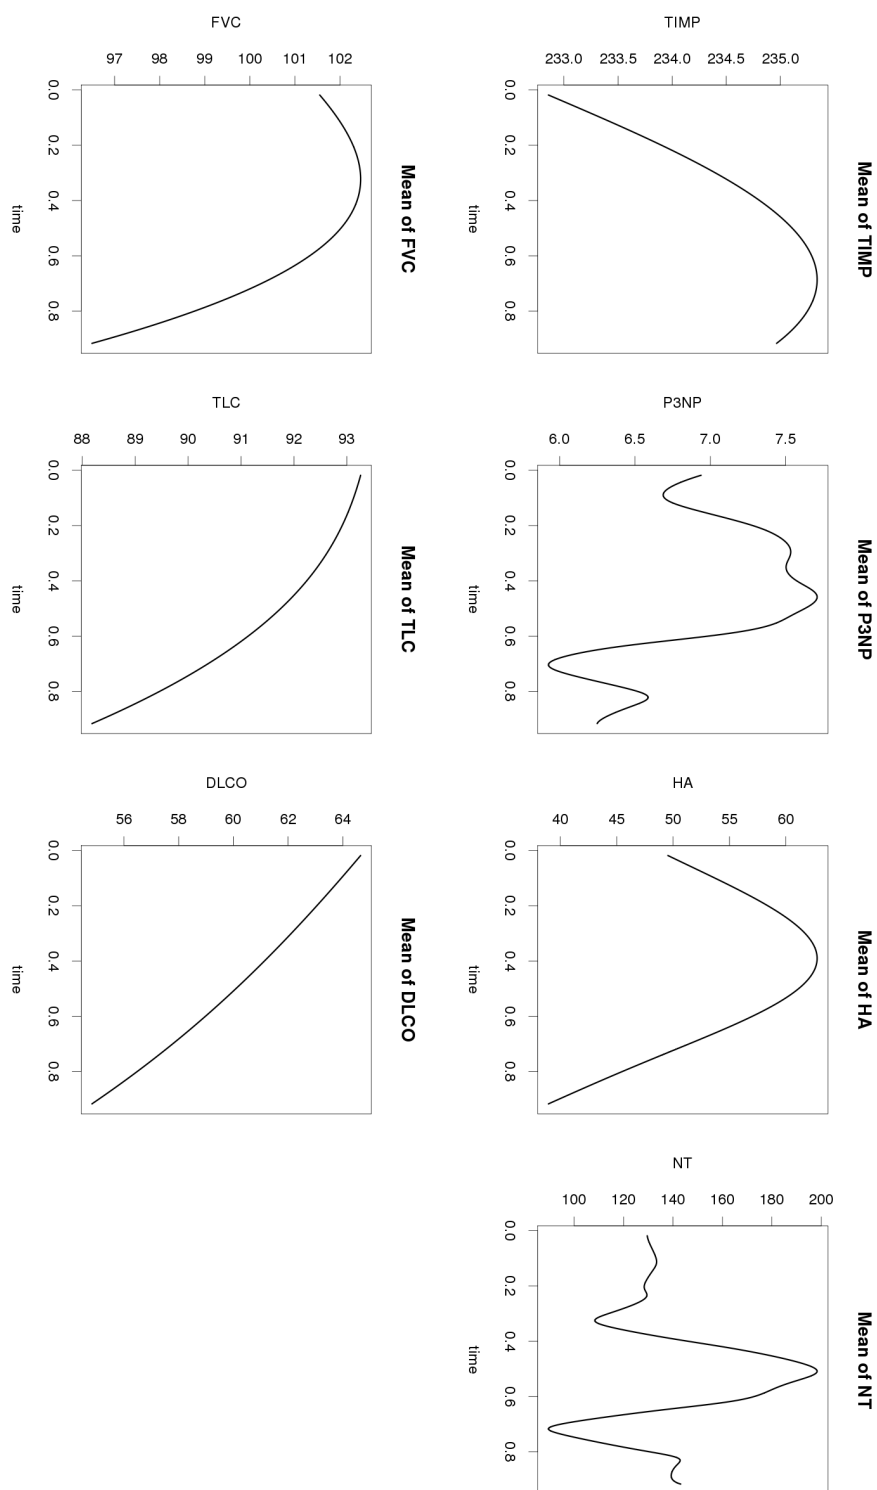 Mean of TIMP
TIMP
233.0 233.5 234.0 234.5 235.0
0.0 0.2 0.4 0.6 0.8
time
Mean of P3NP
P3NP
6.0 6.5 7.0 7.5
0.0 0.2 0.4 0.6 0.8
time
Mean of HA
HA
40 45 50 55 60
0.0 0.2 0.4 0.6 0.8
time
Mean of NT
NT
100 120 140 160 180 200
0.0 0.2 0.4 0.6 0.8
time
Mean of FVC
FVC
97 98 99 100 101 102
0.0 0.2 0.4 0.6 0.8
time
Mean of TLC
TLC
88 89 90 91 92 93
0.0 0.2 0.4 0.6 0.8
time
Mean of DLCO
DLCO
56 58 60 62 64
0.0 0.2 0.4 0.6 0.8
time